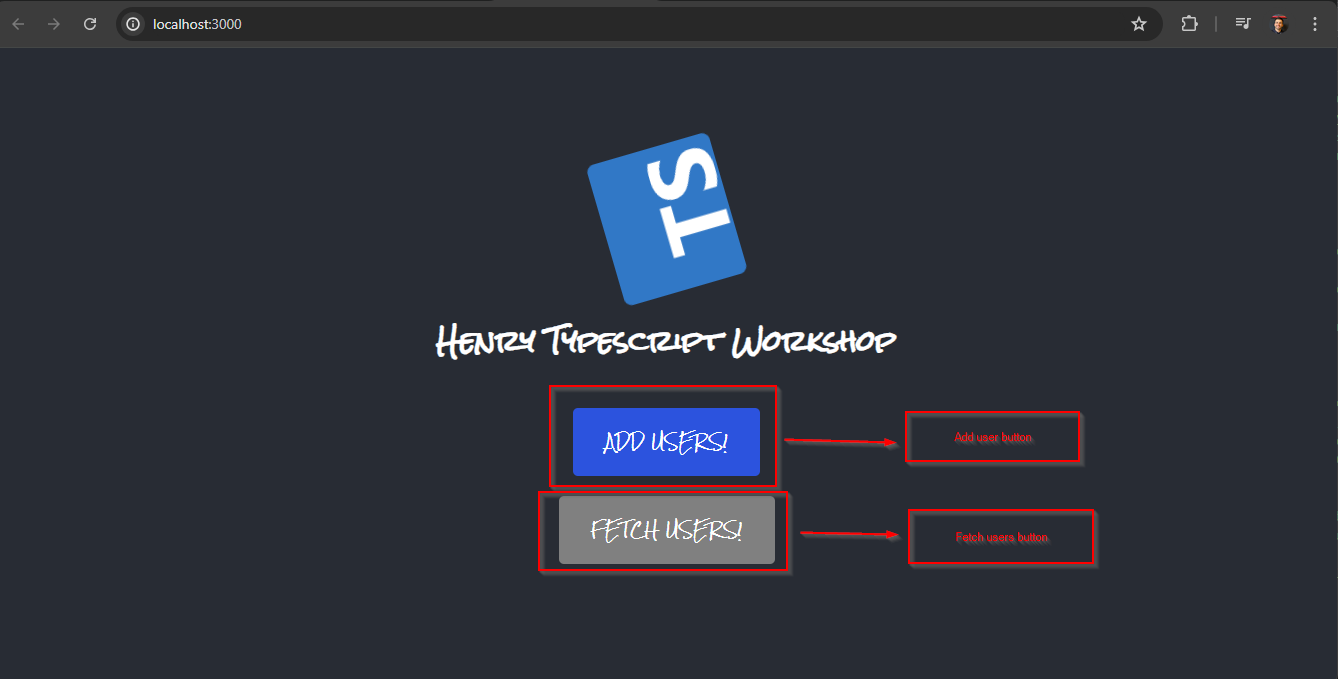 localhost:3000
TS
Henry Typescript Workshop
ADD USERS!
Add user button
FETCH USERS!
Fetch users button